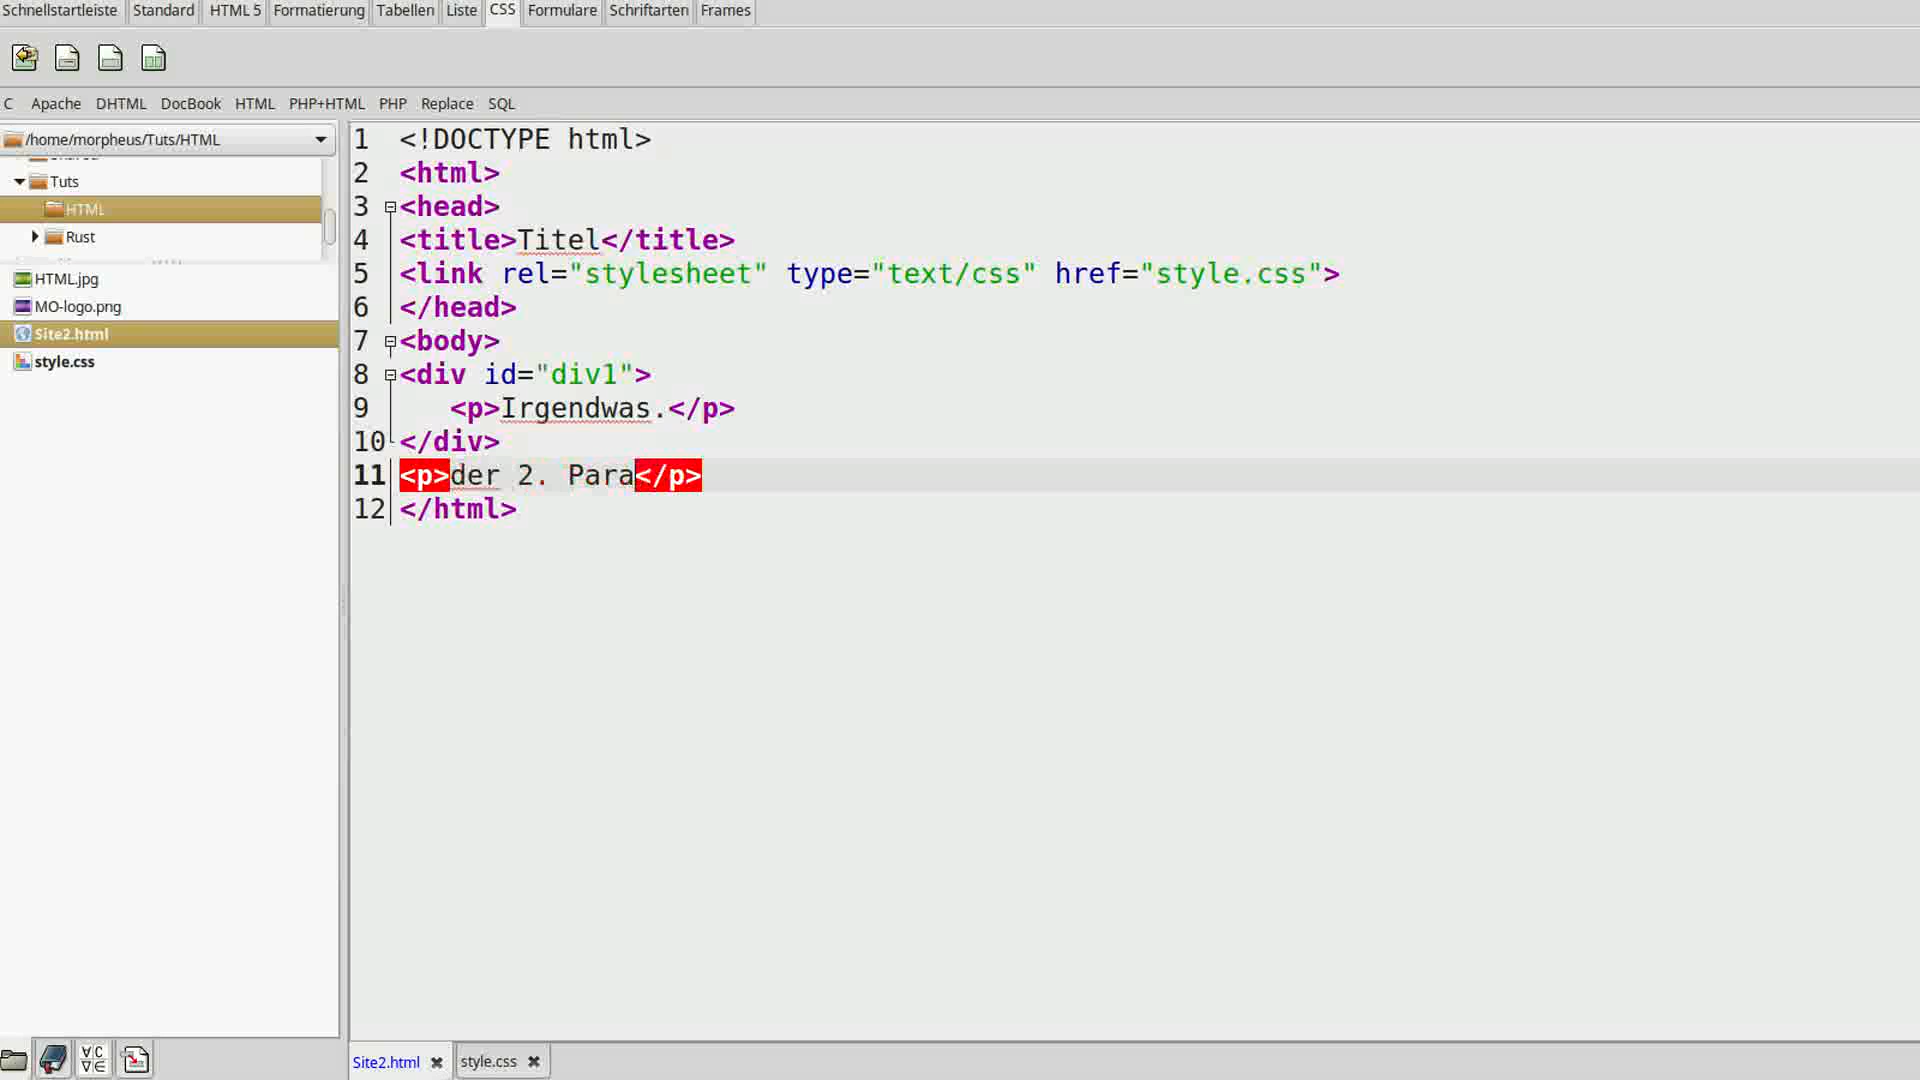 Schnellstartleiste Standard HTML 5 Formatierung Tabellen Liste CSS Formulare Schriftarten Frames
C Apache DHTML DocBook HTML PHP+HTML PHP Replace SQL
/home/morpheus/Tuts/HTML
Tuts
HTML
Rust
HTML.jpg
MO-logo.png
Site2.html
style.css
1 <!DOCTYPE html>
2 <html>
3 <head>
4 <title>Titel</title>
5 <link rel="stylesheet" type="text/css" href="style.css">
6 </head>
7 <body>
8 <div id="div1">
9 <p>Irgendwas.</p>
10 </div>
11 <p>der 2. Para</p>
12 </html>
Site2.html style.css